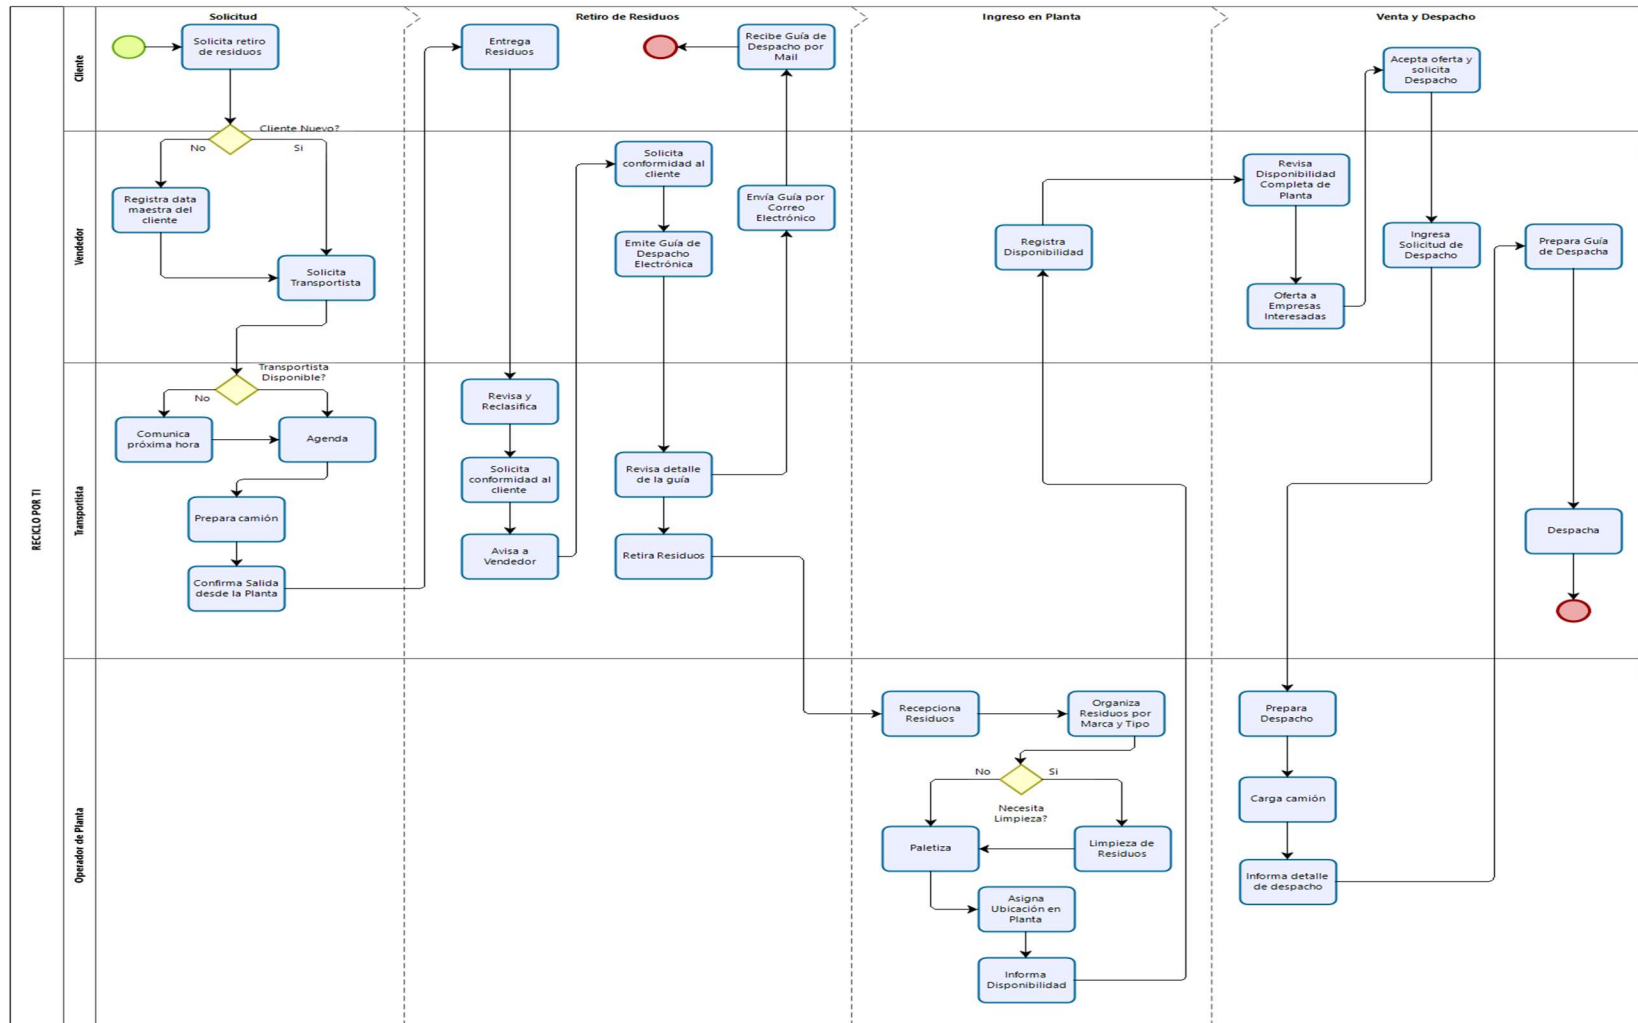 Solicitud
Retiro de Residuos
Ingreso en Planta
Venta y Despacho
RECICLO POR TI
Cliente
Solicita retiro
de residuos
Cliente Nuevo?
Entrega
Residuos
Recibe Guía de
Despacho por
Mail
Acepta oferta y
solicita
Despacho
Vendedor
No
Si
Registra data
maestra del
cliente
Solicita
Transportista
Solicita
conformidad al
cliente
Emite Guía de
Despacho
Electrónica
Envía Guía por
Correo
Electrónico
Registra
Disponibilidad
Revisa
Disponibilidad
Completa de
Planta
Oferta a
Empresas
Interesadas
Ingresa
Solicitud de
Despacho
Prepara Guía
de Despacha
Transportista
Transportista
Disponible?
No
Comunica
próxima hora
Agenda
Prepara camión
Confirma Salida
desde la Planta
Revisa y
Reclasifica
Solicita
conformidad al
cliente
Avisa a
Vendedor
Revisa detalle
de la guía
Retira Residuos
Despacha
Operador de Planta
Recepciona
Residuos
Organiza
Residuos por
Marca y Tipo
No
Si
Necesita
Limpieza?
Paletiza
Limpieza de
Residuos
Asigna
Ubicación en
Planta
Informa
Disponibilidad
Prepara
Despacho
Carga camión
Informa detalle
de despacho